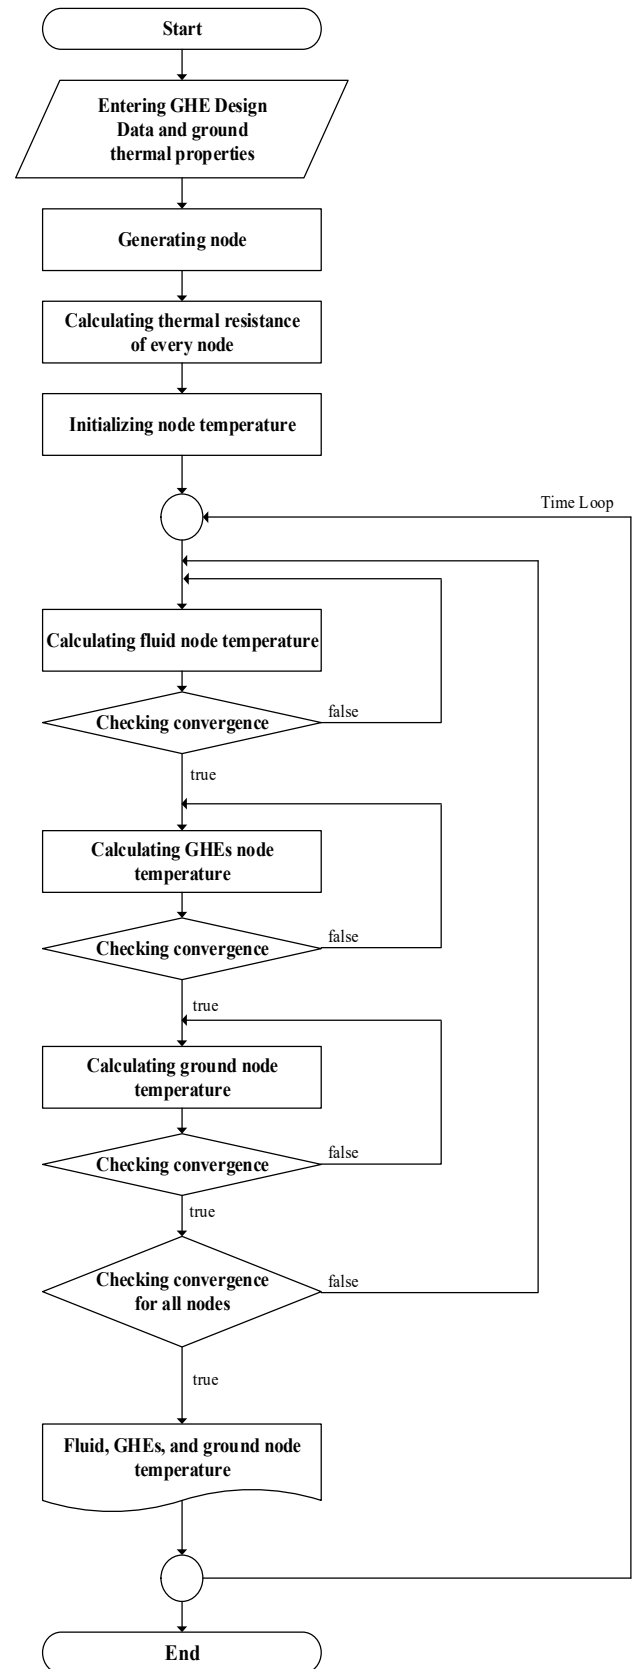 Start
Entering GHE Design
Data and ground
thermal properties
Generating node
Calculating thermal resistance
of every node
Initializing node temperature
Time Loop
Calculating fluid node temperature
Checking convergence
false
true
Calculating GHEs node
temperature
Checking convergence
false
true
Calculating ground node
temperature
Checking convergence
false
true
Checking convergence
for all nodes
false
true
Fluid, GHEs, and ground node
temperature
End